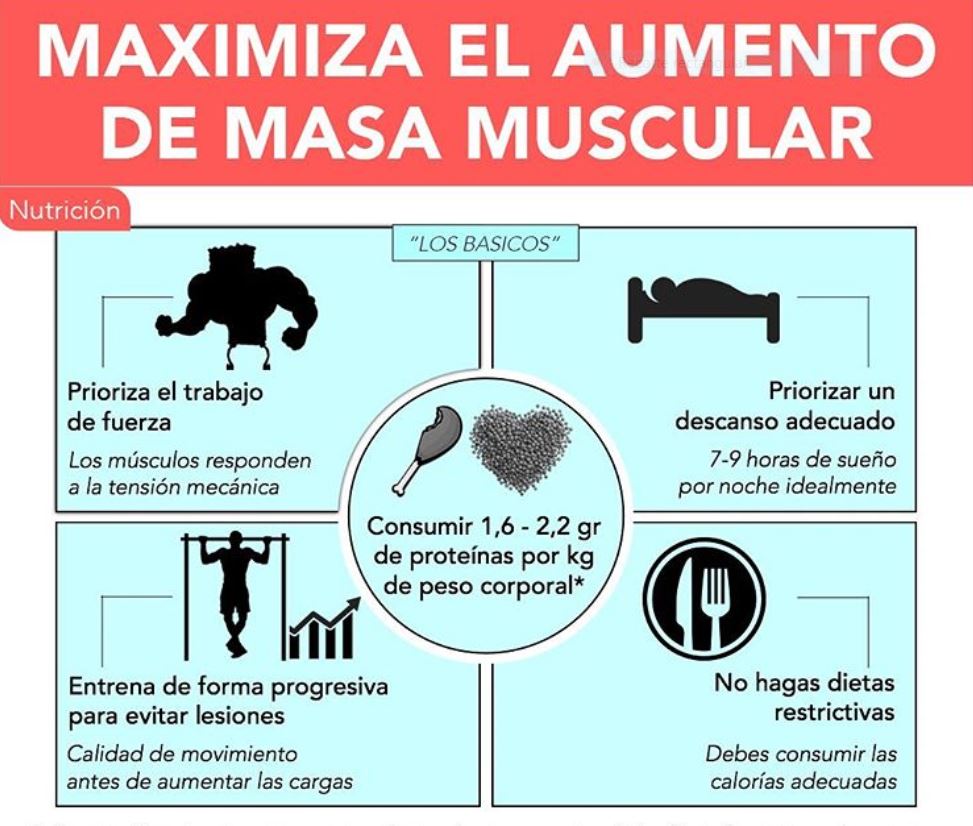 MAXIMIZA EL AUMENTO
DE MASA MUSCULAR
Nutrición
"LOS BASICOS"
Prioriza el trabajo
de fuerza
Los músculos responden
a la tensión mecánica
Priorizar un
descanso adecuado
7-9 horas de sueño
por noche idealmente
Consumir 1,6 - 2,2 gr
de proteínas por kg
de peso corporal*
Entrena de forma progresiva
para evitar lesiones
Calidad de movimiento
antes de aumentar las cargas
No hagas dietas
restrictivas
Debes consumir las
calorías adecuadas